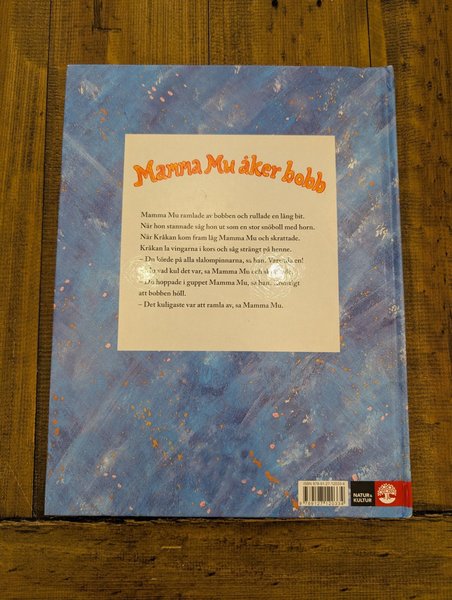 Mamma Mu åker bobb
Mamma Mu ramlade av bobben och rullade en lång bit.
När hon stannade såg hon ut som en stor snöboll med horn.
När Kråkan kom fram låg Mamma Mu och skrattade.
Kråkan la vingarna i kors och såg strängt på henne.
– Du körde på alla slalompinnarna, sa han. Varenda en!
vad kul det var, sa Mamma Mu och
– Du hoppade i guppet Mamma Mu, sa han. Konstigt
att bobben höll.
– Det kuligaste var att ramla av, sa Mamma Mu.
NATUR &
KULTUR